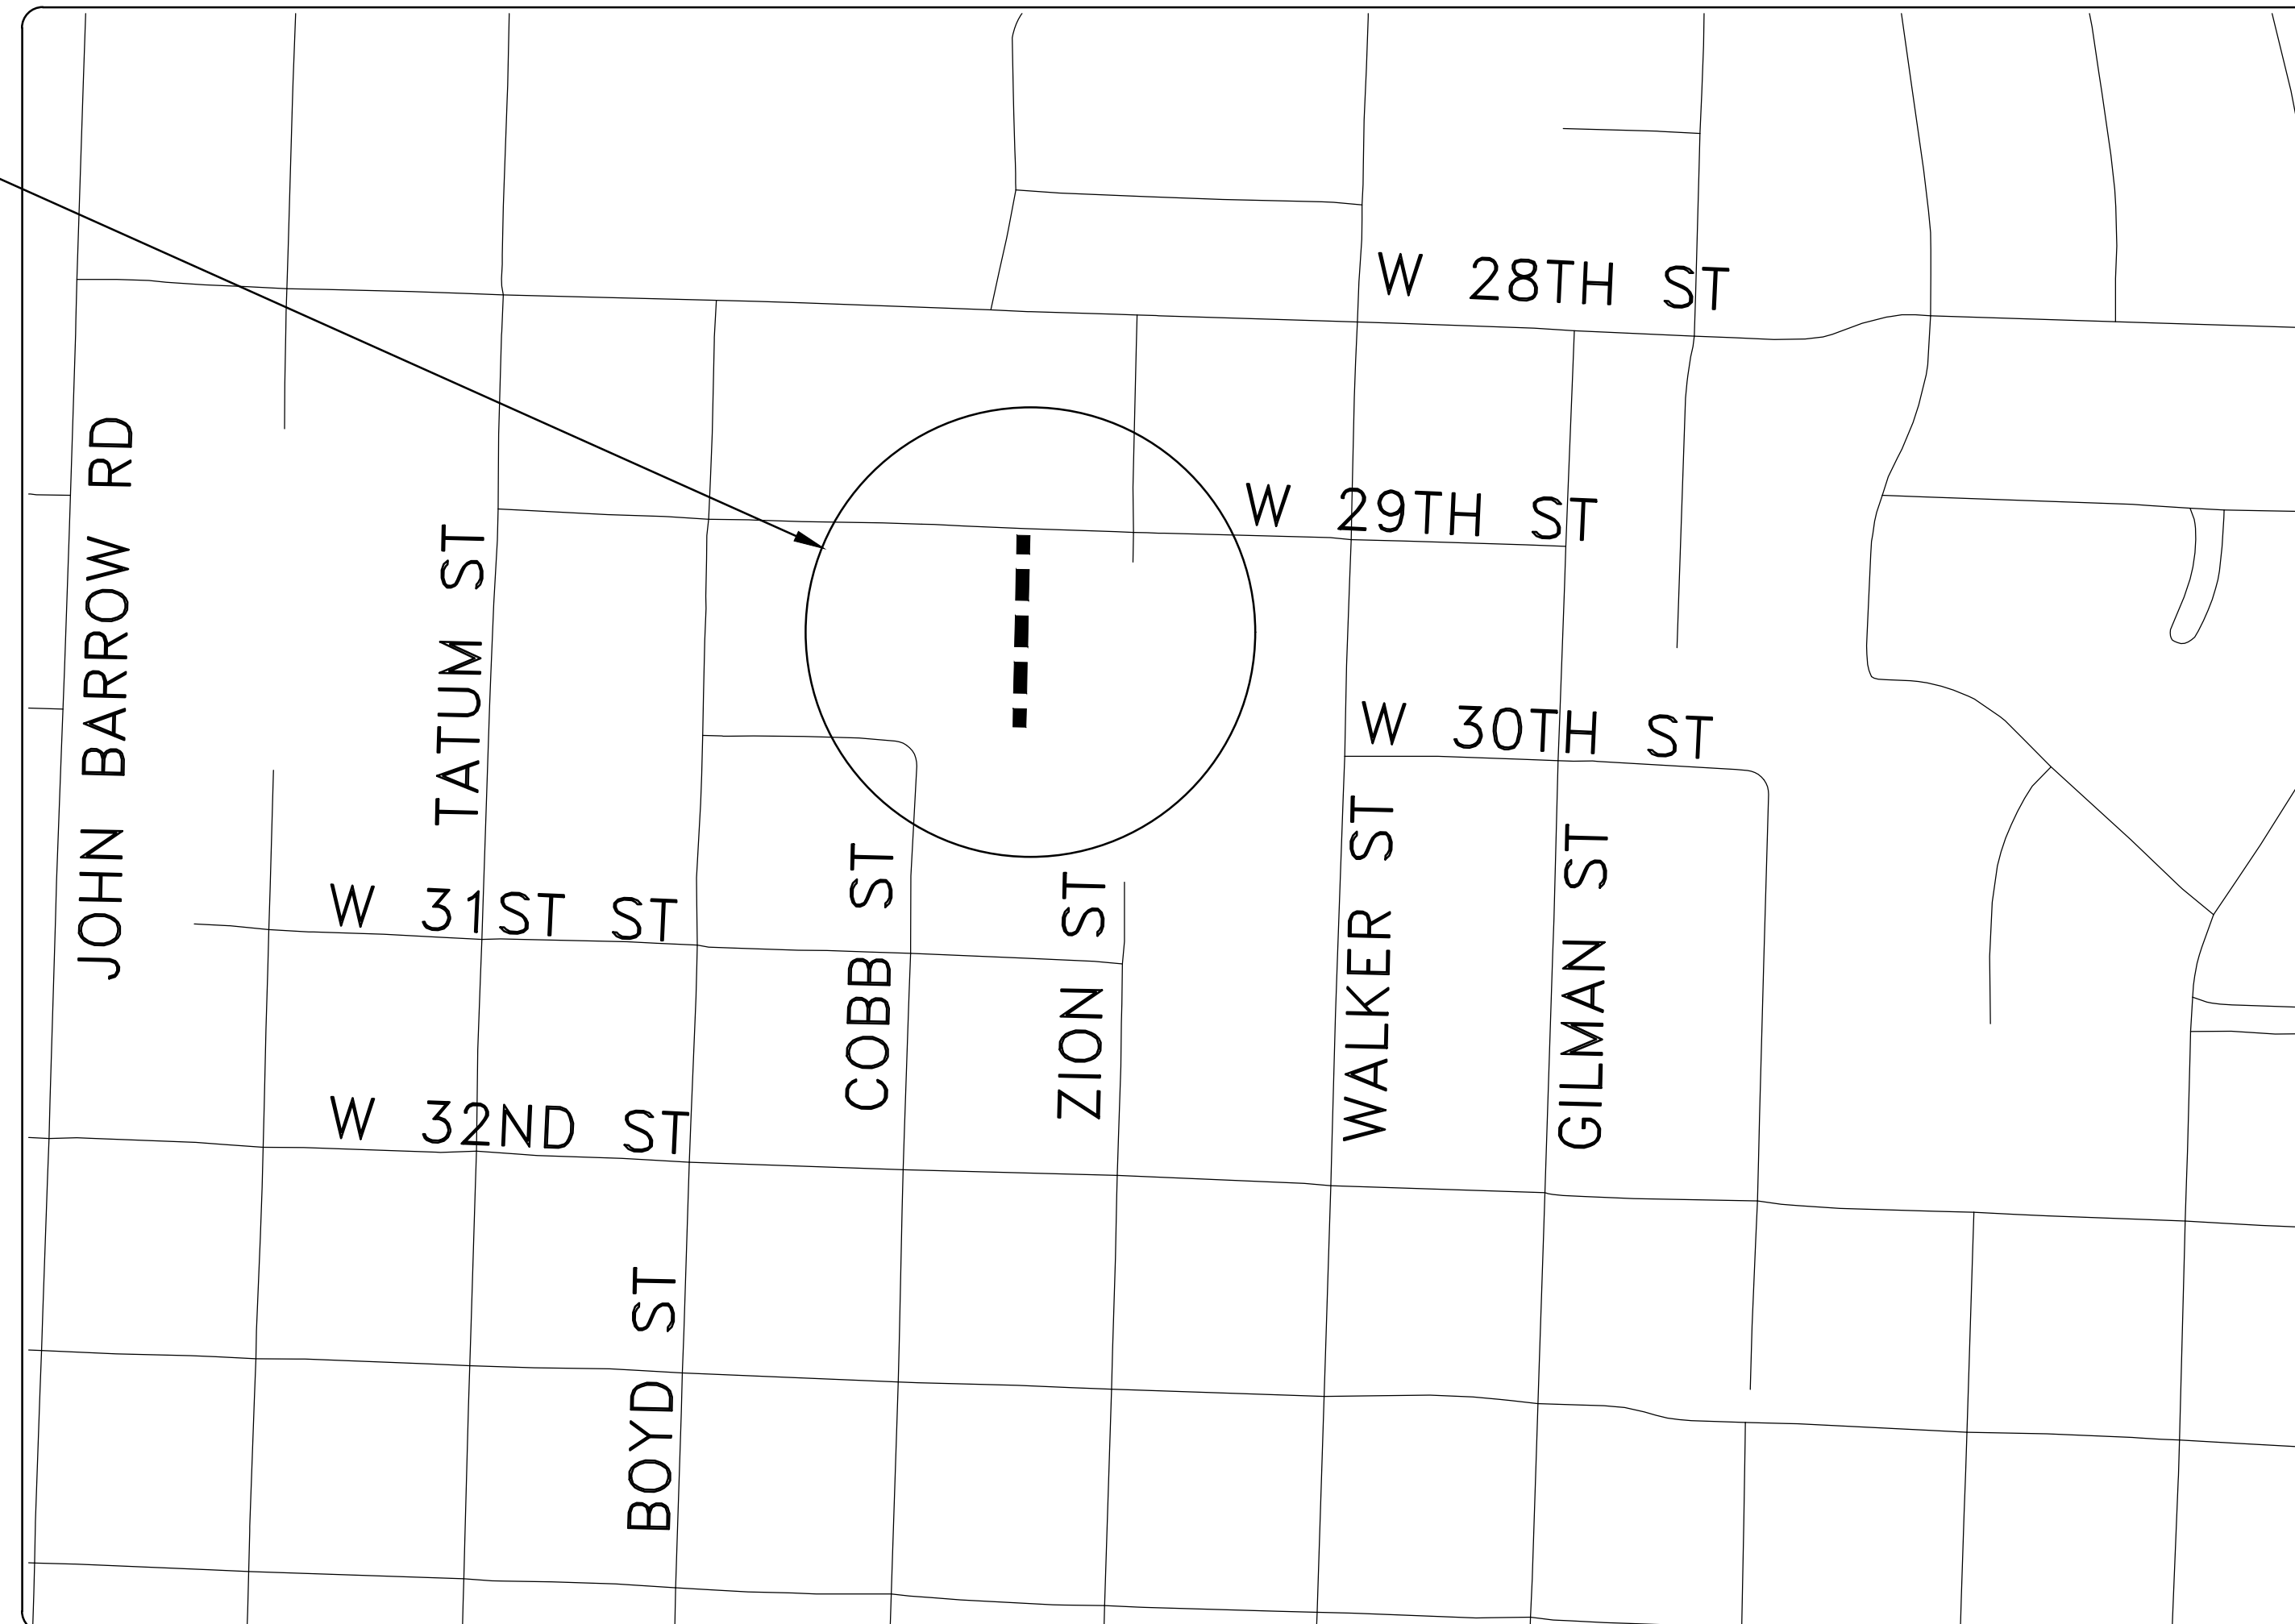 W 28TH ST
W 29TH ST
W 30TH ST
JOHN BARROW RD
TATUM ST
W 31ST ST
COBB ST
ZION ST
WALKER ST
GILMAN ST
W 32ND ST
BOYD ST